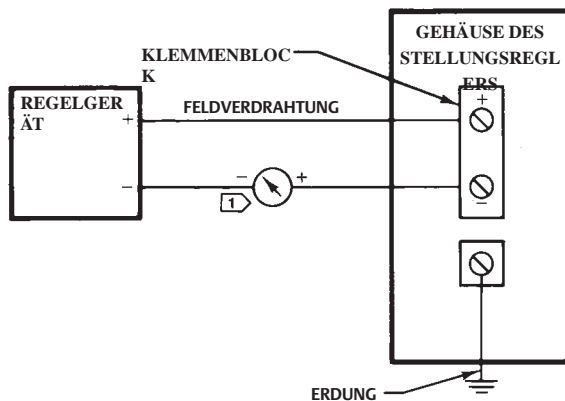 GEHÄUSE DES
STELLUNGSREGL
ERS
KLEMMENBLOC
K
REGELGER
ÄT
FELDVERDRAHTUNG
+
+
−
− +
1
−
ERDUNG